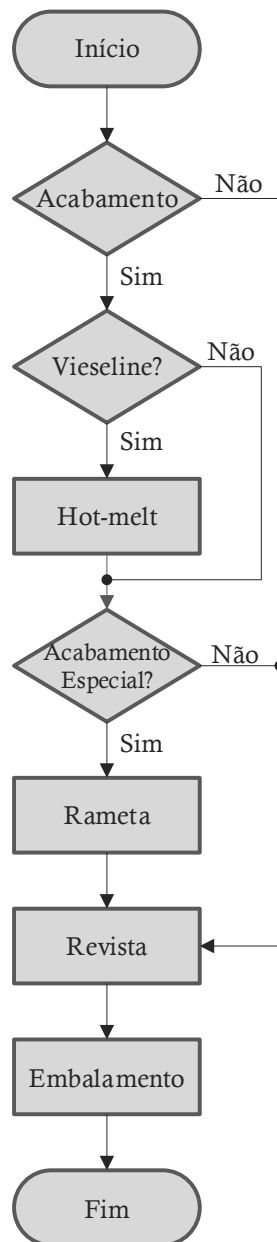 Início
Acabamento
Não
Sim
Vieseline?
Não
Sim
Hot-melt
Acabamento
Especial?
Não
Sim
Rameta
Revista
Embalamento
Fim